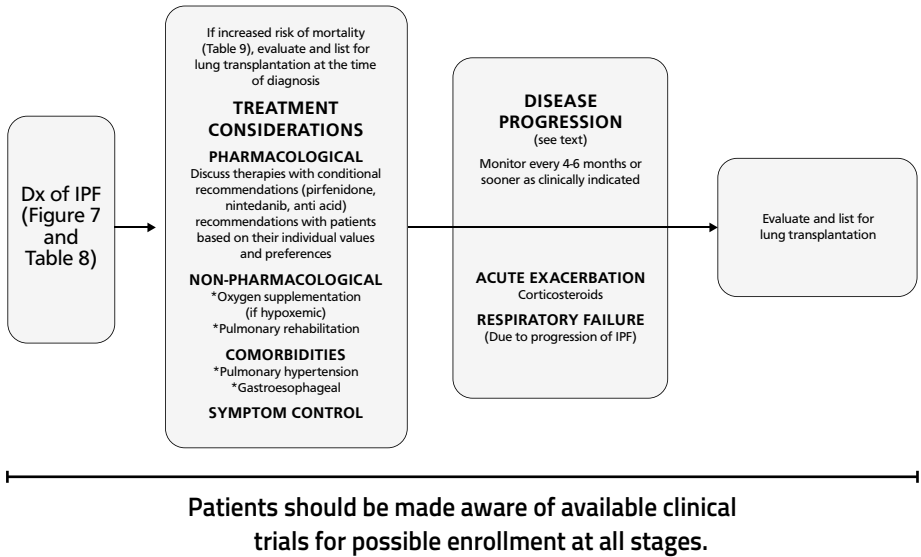 Dx of IPF
(Figure 7
and
Table 8)
If increased risk of mortality
(Table 9), evaluate and list for
lung transplantation at the time
of diagnosis
TREATMENT
CONSIDERATIONS
PHARMACOLOGICAL
Discuss therapies with conditional
recommendations (pirfenidone,
nintedanib, anti acid)
recommendations with patients
based on their individual values
and preferences
NON-PHARMACOLOGICAL
*Oxygen supplementation
(if hypoxemic)
*Pulmonary rehabilitation
COMORBIDITIES
*Pulmonary hypertension
*Gastroesophageal
SYMPTOM CONTROL
DISEASE
PROGRESSION
(see text)
Monitor every 4-6 months or
sooner as clinically indicated
ACUTE EXACERBATION
Corticosteroids
RESPIRATORY FAILURE
(Due to progression of IPF)
Evaluate and list for
lung transplantation
Patients should be made aware of available clinical
trials for possible enrollment at all stages.